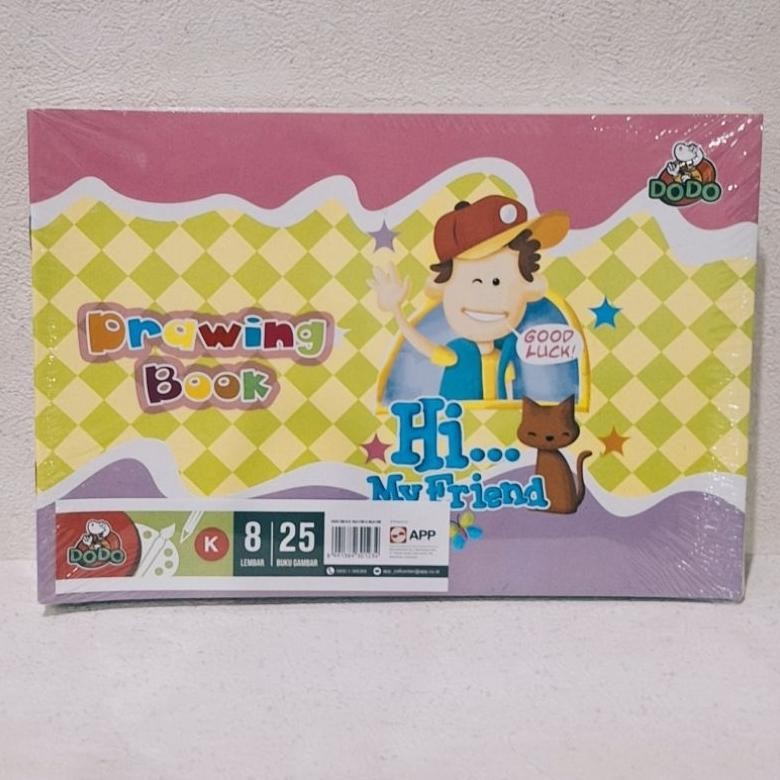 DODO
Drawing
Book
GOOD
LUCK!
Hi...
My Friend
DODO
K
8
LEMBAR
25
BUKU GAMBAR
APP